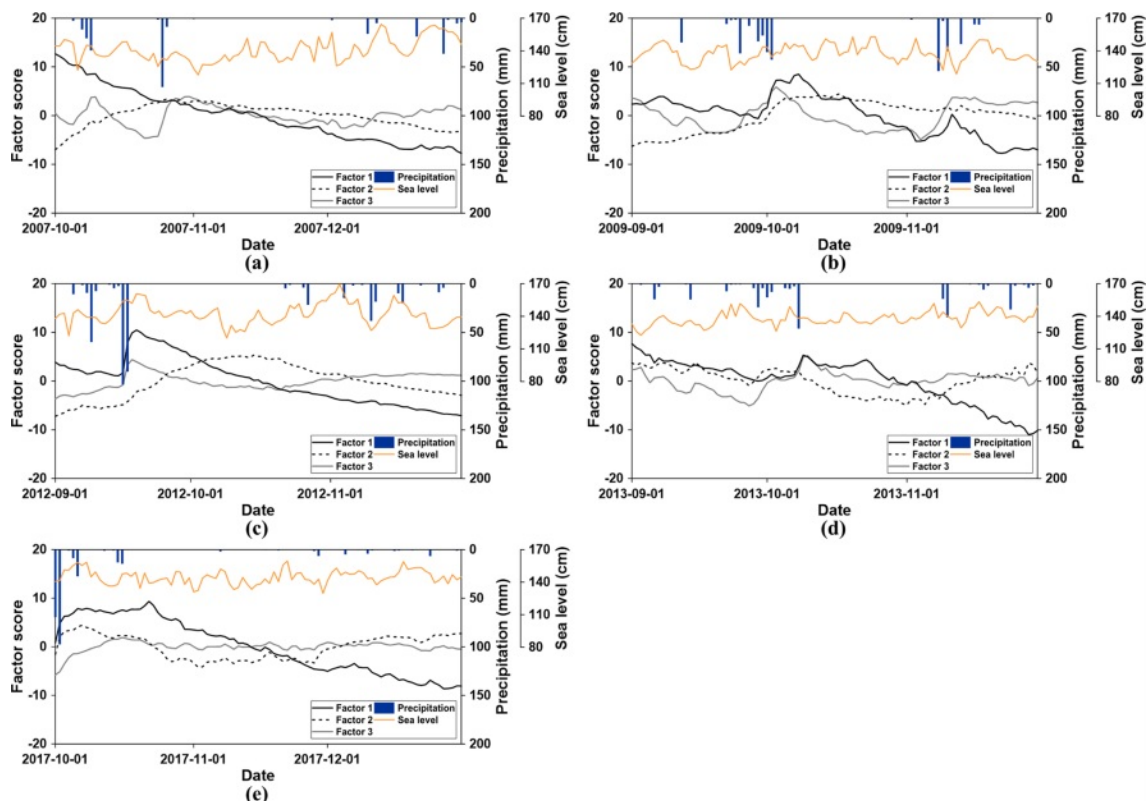 20 0 170
10 50 140
0 100 110
-10 150 80
-20 200
Factor score
Precipitation (mm)
Sea level (cm)
Factor 1 Precipitation
Factor 2 Sea level
Factor 3
2007-10-01 2007-11-01 2007-12-01
Date
(a)
20 0 170
10 50 140
0 100 110
-10 150 80
-20 200
Factor score
Precipitation (mm)
Sea level (cm)
Factor 1 Precipitation
Factor 2 Sea level
Factor 3
2009-09-01 2009-10-01 2009-11-01
Date
(b)
20 0 170
10 50 140
0 100 110
-10 150 80
-20 200
Factor score
Precipitation (mm)
Sea level (cm)
Factor 1 Precipitation
Factor 2 Sea level
Factor 3
2012-09-01 2012-10-01 2012-11-01
Date
(c)
20 0 170
10 50 140
0 100 110
-10 150 80
-20 200
Factor score
Precipitation (mm)
Sea level (cm)
Factor 1 Precipitation
Factor 2 Sea level
Factor 3
2013-09-01 2013-10-01 2013-11-01
Date
(d)
20 0 170
10 50 140
0 100 110
-10 150 80
-20 200
Factor score
Precipitation (mm)
Sea level (cm)
Factor 1 Precipitation
Factor 2 Sea level
Factor 3
2017-10-01 2017-11-01 2017-12-01
Date
(e)